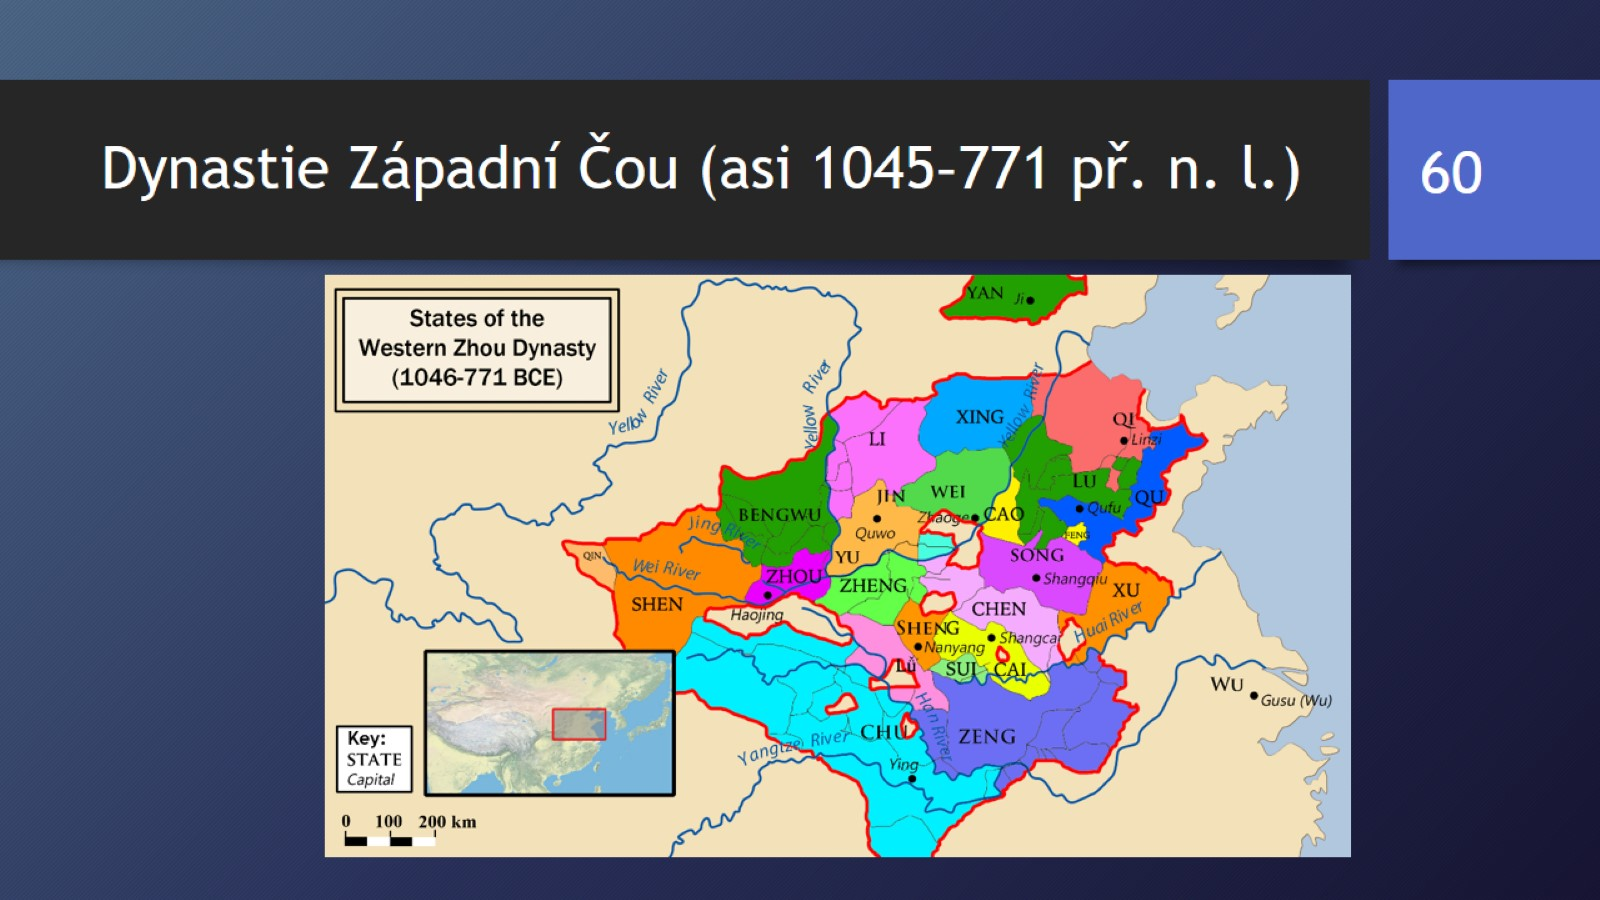 Dynastie Západní Čou (asi 1045-771 př. n. l.)
60
States of the
Western Zhou Dynasty
(1046-771 BCE)
YAN
Ji
Yellow River
Yellow River
Yellow River
XING
QI
Linzi
LI
LU
QU
Qufu
JIN
WEI
Zhaoge
CAO
BENGWU
Quwo
FENG
Jing River
SONG
QIN
YU
Wei River
ZHOU
ZHENG
Shangqiu
XU
SHEN
Haojing
CHEN
Huai River
SHENG
Shangcai
Nanyang
Lü
SUI
CAI
WU
Gusu (Wu)
Han River
CHU
ZENG
Yangtze River
Ying
Key:
STATE
Capital
0 100 200 km